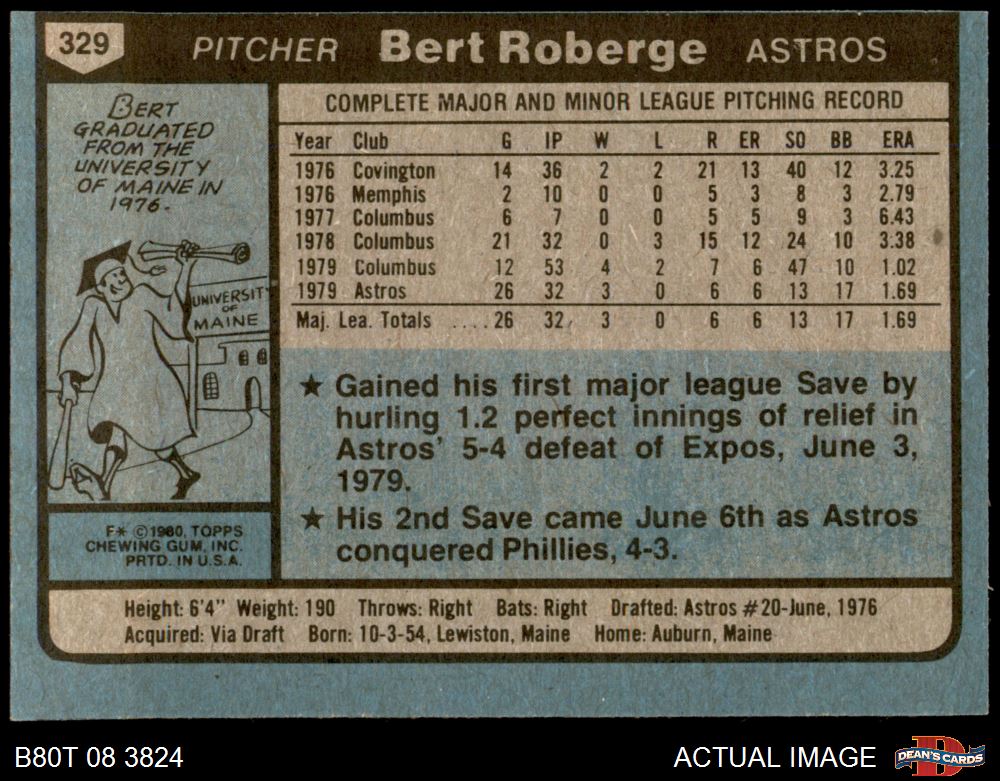 329 PITCHER Bert Roberge ASTROS
BERT
GRADUATED
FROM THE
UNIVERSITY
OF MAINE IN
1976.
UNIVERSITY
OF
MAINE
F* © 1980, TOPPS
CHEWING GUM, INC.
PRTD. IN U.S.A.
COMPLETE MAJOR AND MINOR LEAGUE PITCHING RECORD
Year Club G IP W L R ER SO BB ERA
1976 Covington 14 36 2 2 21 13 40 12 3.25
1976 Memphis 2 10 0 0 5 3 8 3 2.79
1977 Columbus 6 7 0 0 5 5 9 3 6.43
1978 Columbus 21 32 0 3 15 12 24 10 3.38
1979 Columbus 12 53 4 2 7 6 47 10 1.02
1979 Astros 26 32 3 0 6 6 13 17 1.69
Maj. Lea. Totals ....26 32 3 0 6 6 13 17 1.69
★ Gained his first major league Save by
hurling 1.2 perfect innings of relief in
Astros' 5-4 defeat of Expos, June 3,
1979.
★ His 2nd Save came June 6th as Astros
conquered Phillies, 4-3.
Height: 6'4" Weight: 190 Throws: Right Bats: Right Drafted: Astros #20-June, 1976
Acquired: Via Draft Born: 10-3-54, Lewiston, Maine Home: Auburn, Maine
B80T 08 3824 ACTUAL IMAGE D DEAN'S CARDS